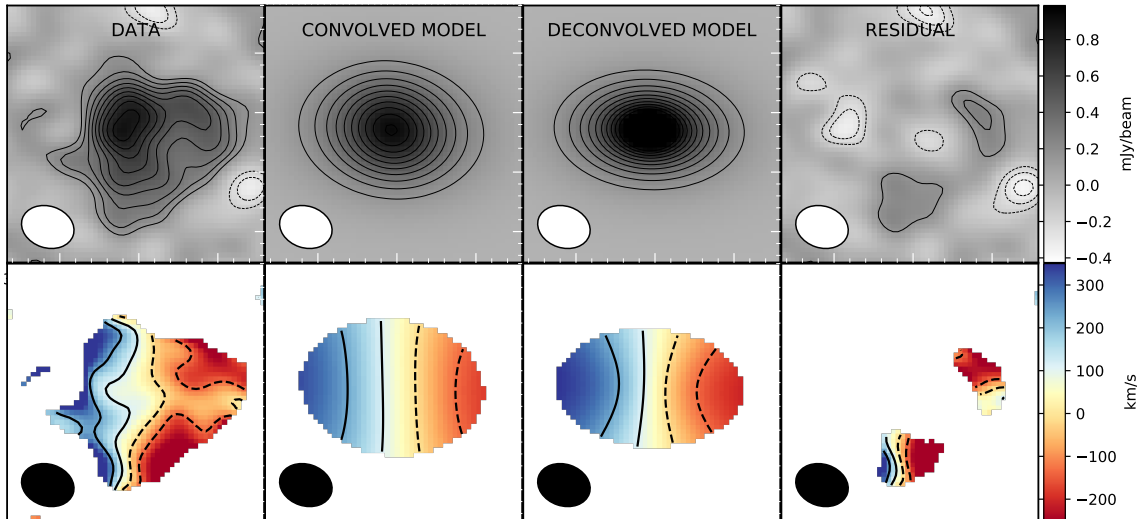 DATA
CONVOLVED MODEL
DECONVOLVED MODEL
RESIDUAL
0.8
0.6
0.4
0.2
0.0
−0.2
−0.4
mJy/beam
300
200
100
0
−100
−200
km/s